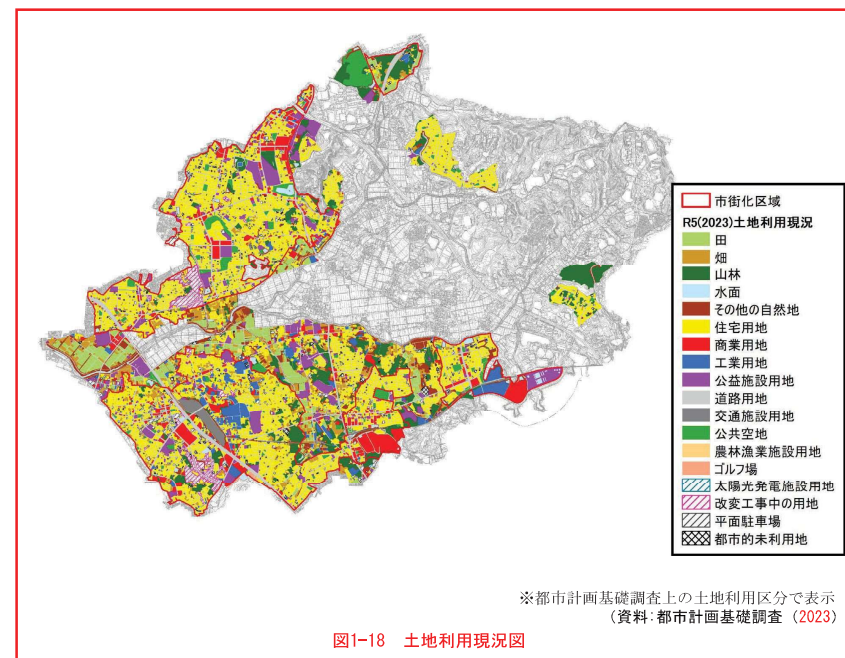 市街化区域
R5(2023)土地利用現況
田
畑
山林
水面
その他の自然地
住宅用地
商業用地
工業用地
公益施設用地
道路用地
交通施設用地
公共空地
農林漁業施設用地
ゴルフ場
太陽光発電施設用地
改変工事中の用地
平面駐車場
都市的未利用地
※都市計画基礎調査上の土地利用区分で表示
(資料:都市計画基礎調査(2023)
図1-18 土地利用現況図